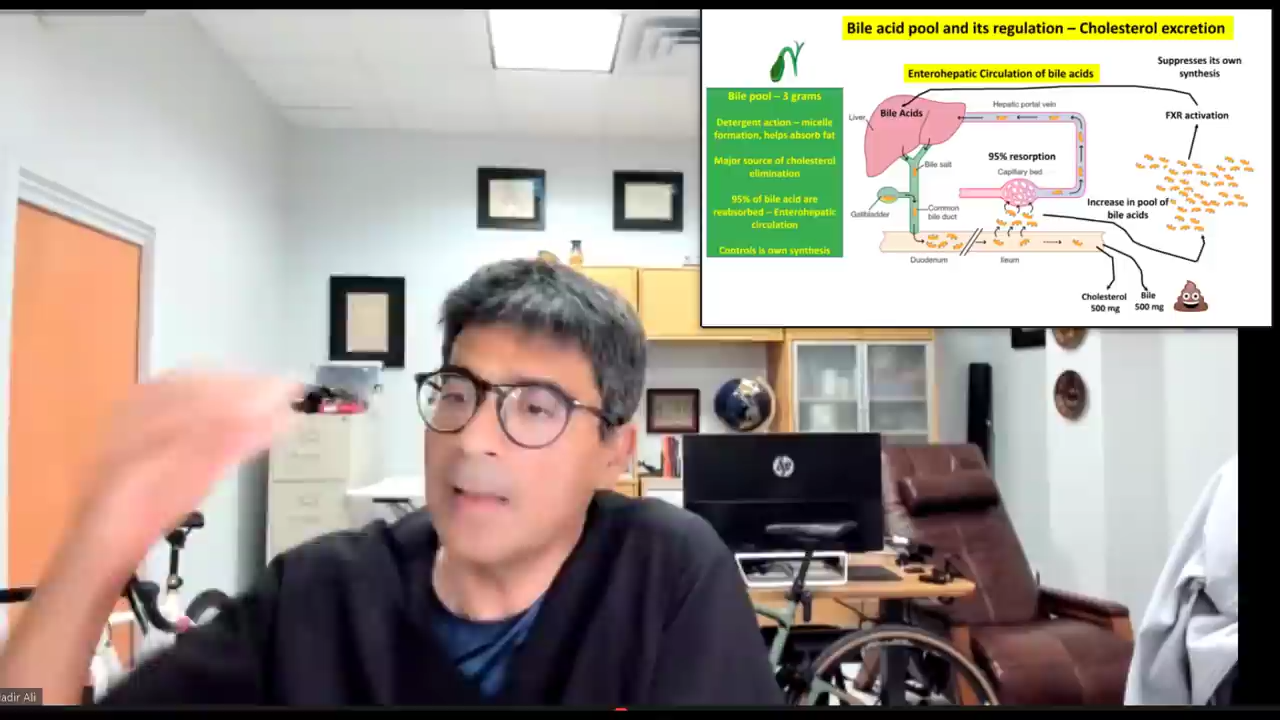 Bile acid pool and its regulation – Cholesterol excretion
Suppresses its own
synthesis
Enterohepatic Circulation of bile acids
Bile pool – 3 grams
Detergent action – micelle
formation, helps absorb fat
Major source of cholesterol
elimination
95% of bile acid are
reabsorbed – Enterohepatic
circulation
Controls is own synthesis
Liver
Bile Acids
Hepatic portal vein
FXR activation
95% resorption
Bile salt
Capillary bed
Gallbladder
Common
bile duct
Increase in pool of
bile acids
Duodenum
Ileum
Cholesterol
500 mg
Bile
500 mg
hp
adir Ali